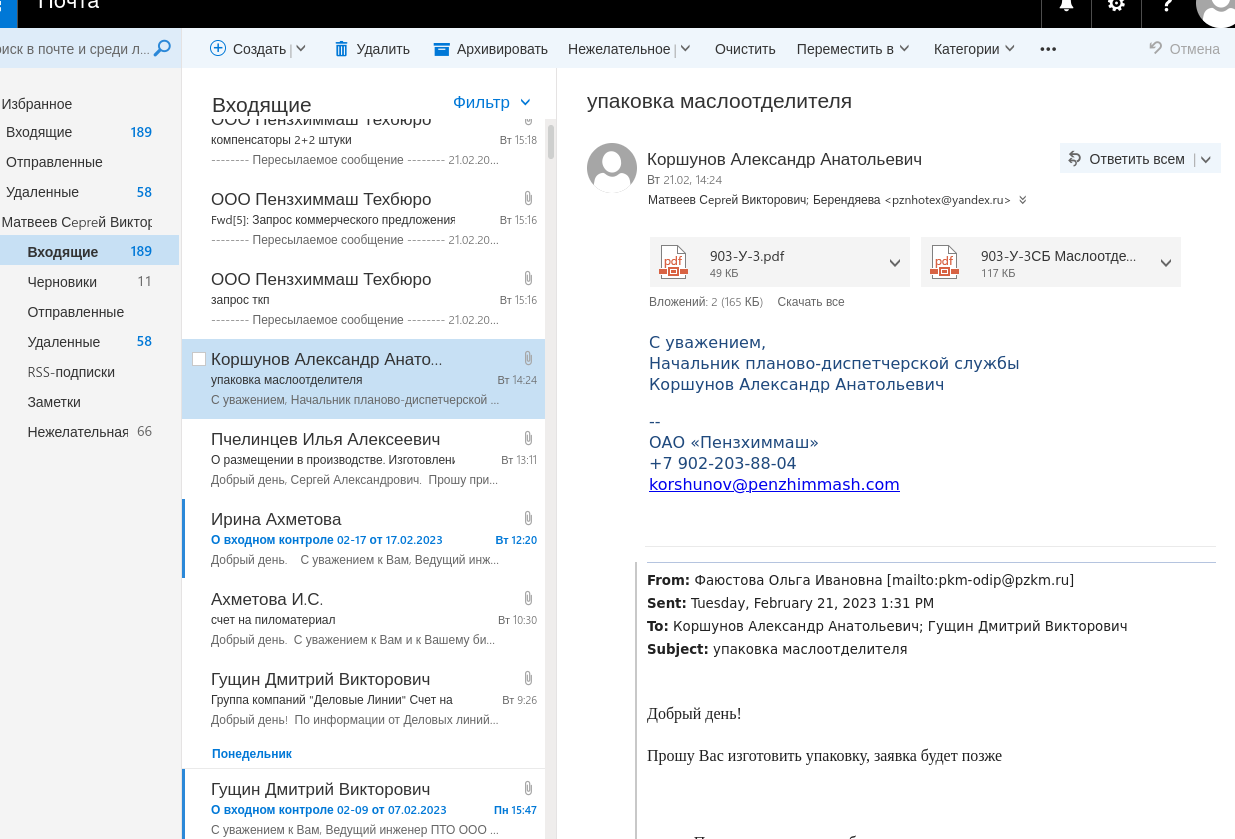 Почта
иск в почте и среди л...
Создать
Удалить
Архивировать
Нежелательное
Очистить
Переместить в
Категории
•••
Отмена
Избранное
Входящие 189
Отправленные
Удаленные 58
Матвеев Сергей Виктор
Входящие 189
Черновики 11
Отправленные
Удаленные 58
RSS-подписки
Заметки
Нежелательная 66
Входящие
Фильтр
ООО Пензхиммаш Техбюро
компенсаторы 2+2 штуки Вт 15:18
-------- Пересылаемое сообщение -------- 21.02.20...
ООО Пензхиммаш Техбюро
Fwd[5]: Запрос коммерческого предложения Вт 15:16
-------- Пересылаемое сообщение -------- 21.02.20...
ООО Пензхиммаш Техбюро
запрос ткп Вт 15:16
-------- Пересылаемое сообщение -------- 21.02.20...
Коршунов Александр Анато...
упаковка маслоотделителя Вт 14:24
С уважением, Начальник планово-диспетчерской ...
Пчелинцев Илья Алексеевич
О размещении в производстве. Изготовлени Вт 13:11
Добрый день, Сергей Александрович. Прошу при...
Ирина Ахметова
О входном контроле 02-17 от 17.02.2023 Вт 12:20
Добрый день. С уважением к Вам, Ведущий инж...
Ахметова И.С.
счет на пиломатериал Вт 10:30
Добрый день. С уважением к Вам и к Вашему би...
Гущин Дмитрий Викторович
Группа компаний "Деловые Линии" Счет на Вт 9:26
Добрый день! По информации от Деловых линий...
Понедельник
Гущин Дмитрий Викторович
О входном контроле 02-09 от 07.02.2023 Пн 15:47
С уважением к Вам, Ведущий инженер ПТО ООО ...
упаковка маслоотделителя
Коршунов Александр Анатольевич
Ответить всем
Вт 21.02, 14:24
Матвеев Сергей Викторович; Берендяева <pznhotex@yandex.ru>
pdf
903-У-3.pdf
49 КБ
pdf
903-У-3СБ Маслоотде...
117 КБ
Вложений: 2 (165 КБ) Скачать все
С уважением,
Начальник планово-диспетчерской службы
Коршунов Александр Анатольевич
--
ОАО «Пензхиммаш»
+7 902-203-88-04
korshunov@penzhimmash.com
From: Фаюстова Ольга Ивановна [mailto:pkm-odip@pzkm.ru]
Sent: Tuesday, February 21, 2023 1:31 PM
To: Коршунов Александр Анатольевич; Гущин Дмитрий Викторович
Subject: упаковка маслоотделителя
Добрый день!
Прошу Вас изготовить упаковку, заявка будет позже